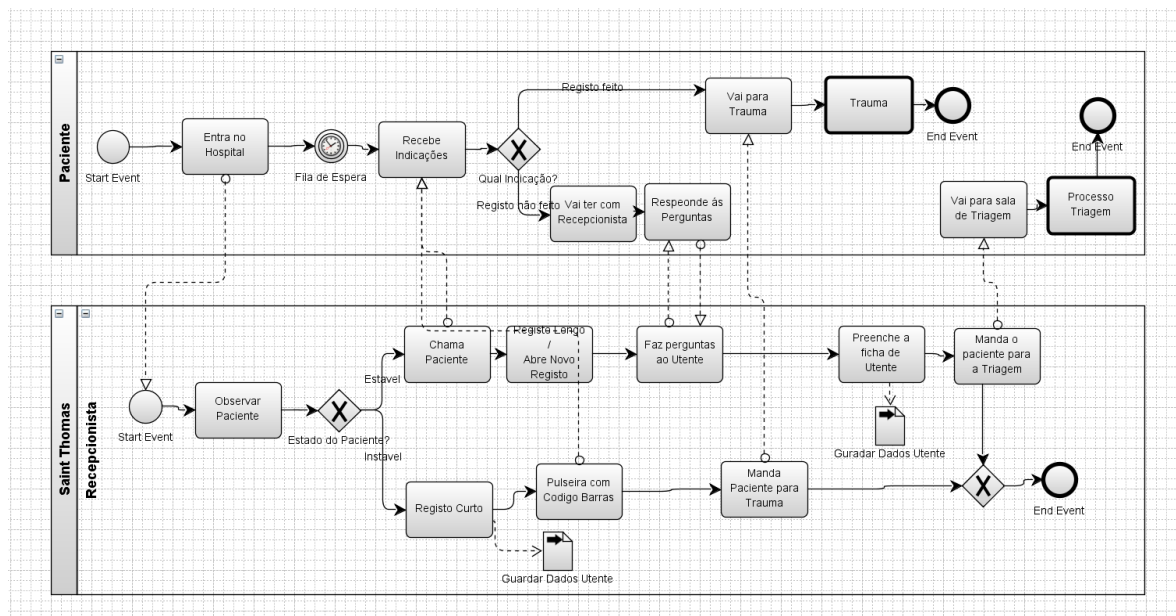 Paciente
Start Event
Entra no
Hospital
Fila de Espera
Recebe
Indicações
Qual Indicação?
Registo feito
Registo não feito
Vai ter com
Recepcionista
Respeonde ás
Perguntas
Vai para
Trauma
Trauma
End Event
Vai para sala
de Triagem
Processo
Triagem
End Event
Saint Thomas
Recepcionista
Start Event
Observar
Paciente
Estado do Paciente?
Estavel
Instavel
Chama
Paciente
Registo Longo
/
Abre Novo
Registo
Faz perguntas
ao Utente
Preenche a
ficha de
Utente
Guradar Dados Utente
Manda o
paciente para
a Triagem
Registo Curto
Guardar Dados Utente
Pulseira com
Codigo Barras
Manda
Paciente para
Trauma
End Event